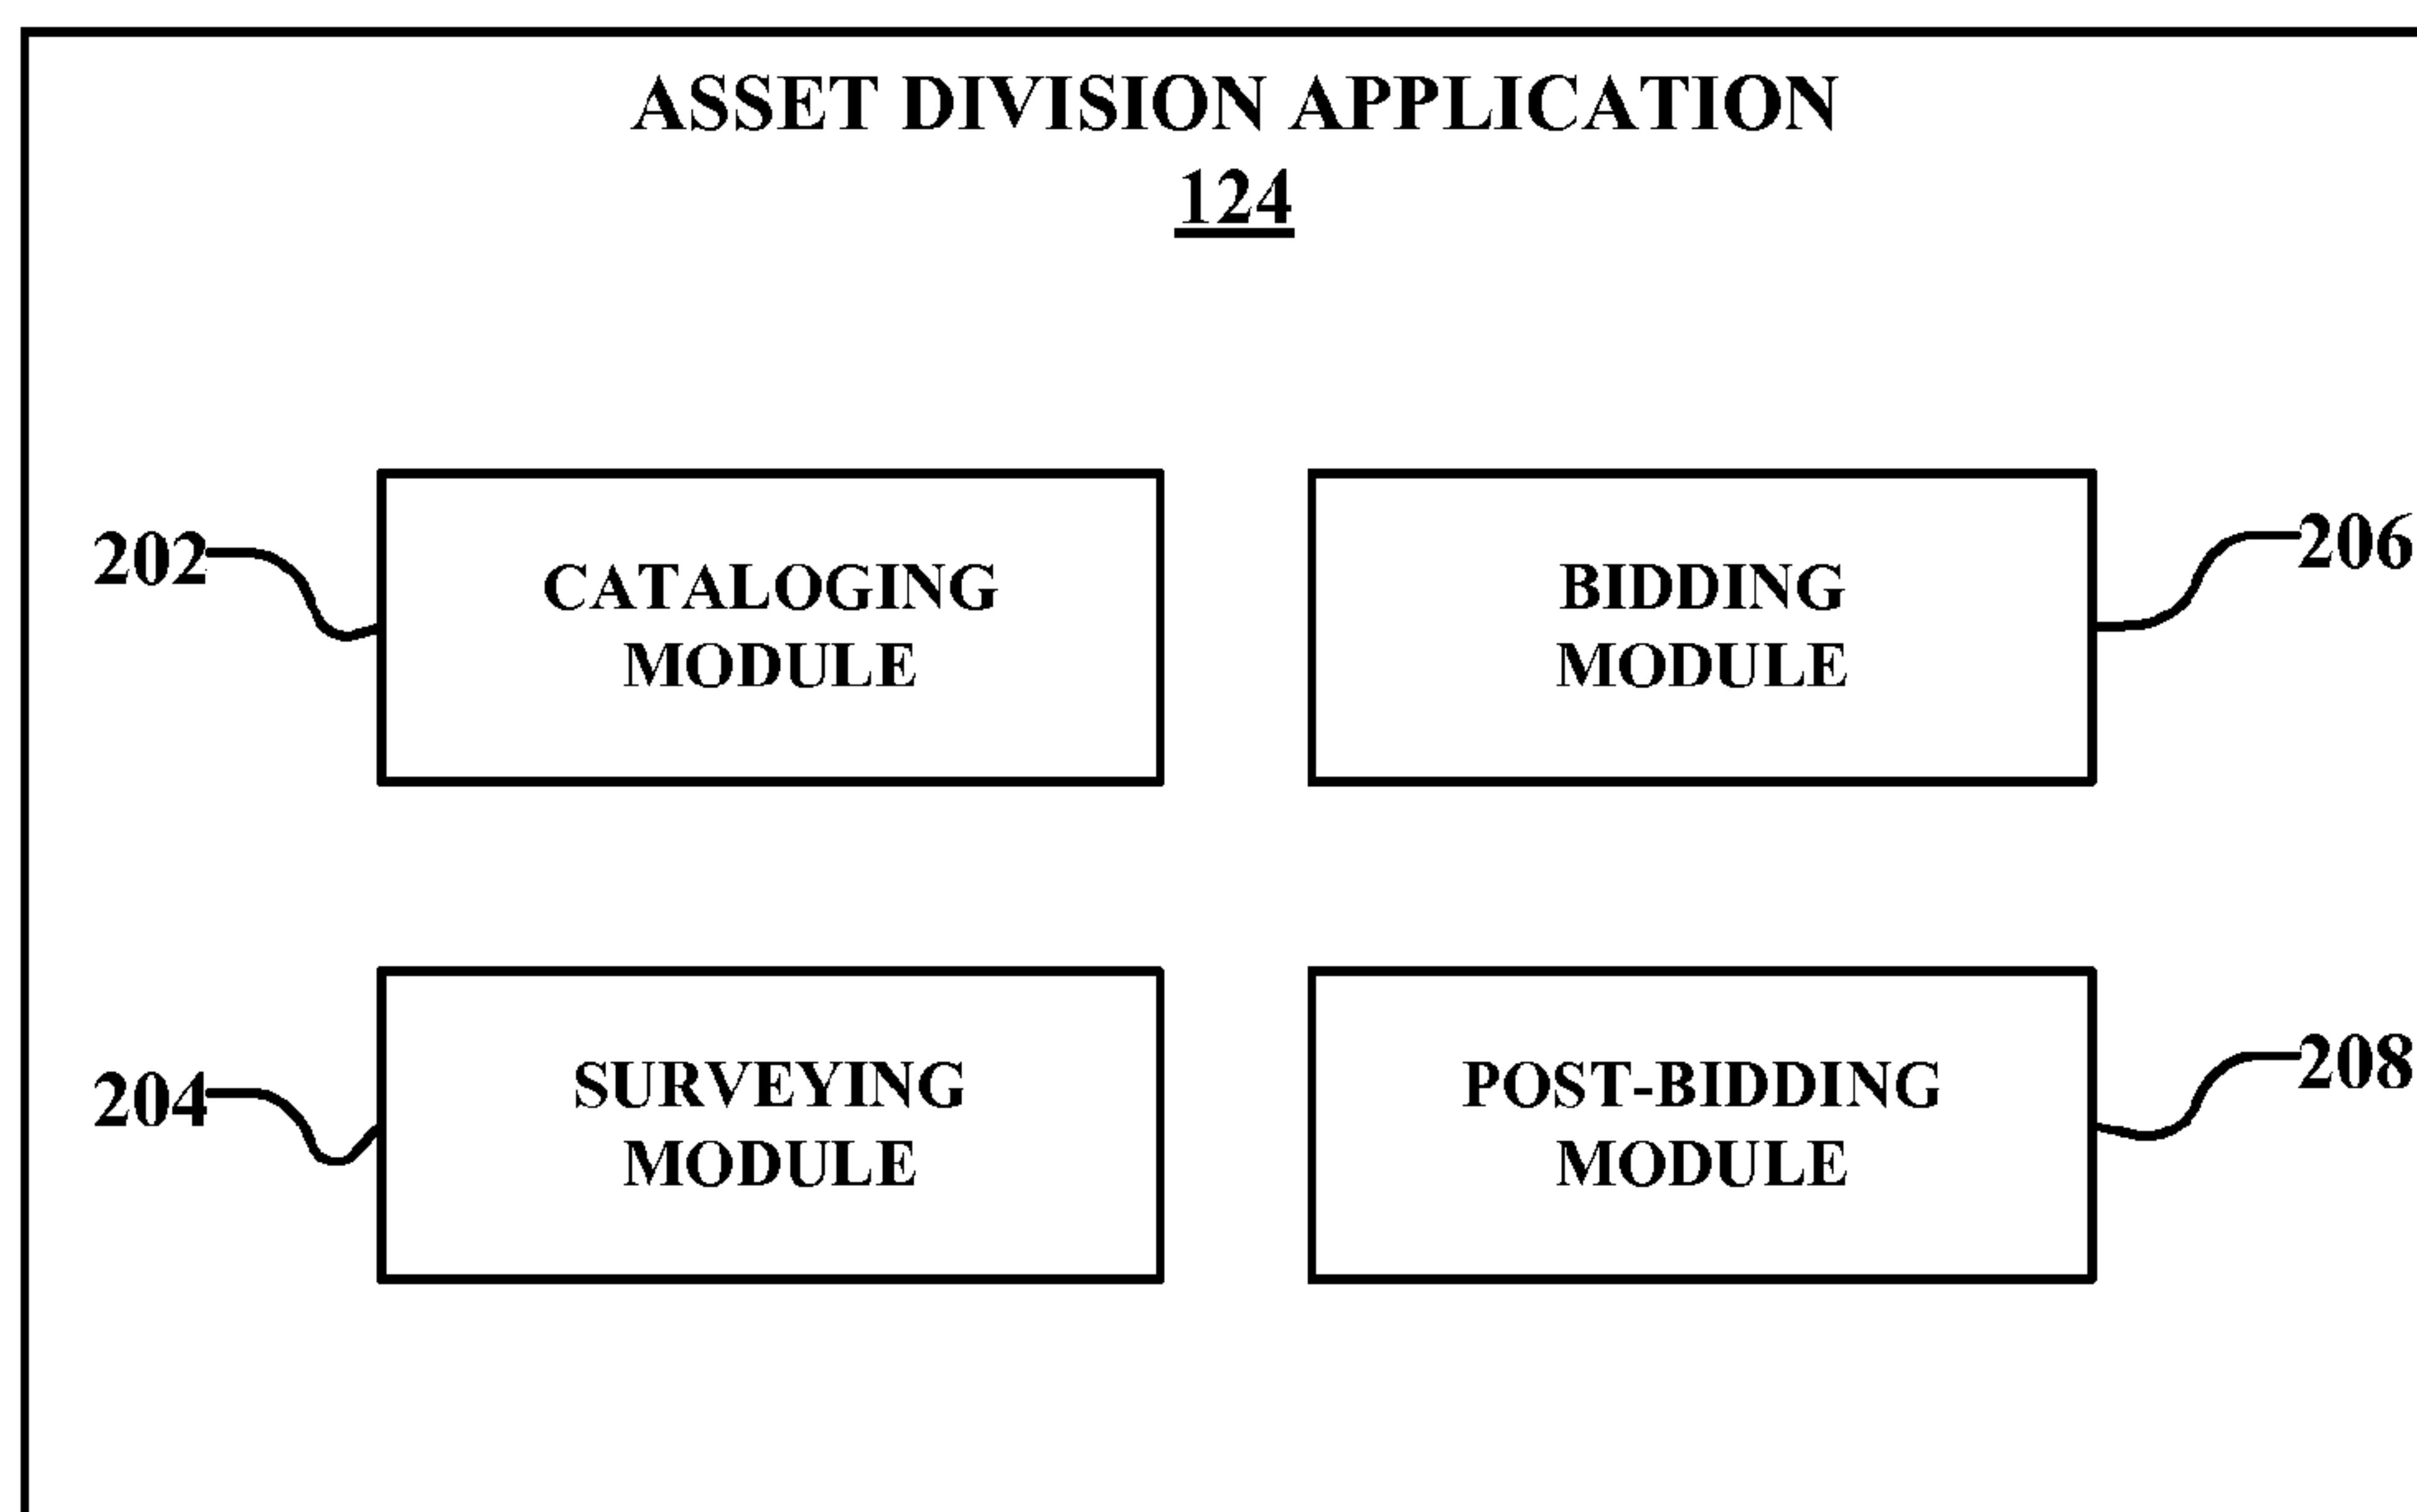 ASSET DIVISION APPLICATION
124
202
CATALOGING
MODULE
BIDDING
MODULE
206
204
SURVEYING
MODULE
POST-BIDDING
MODULE
208